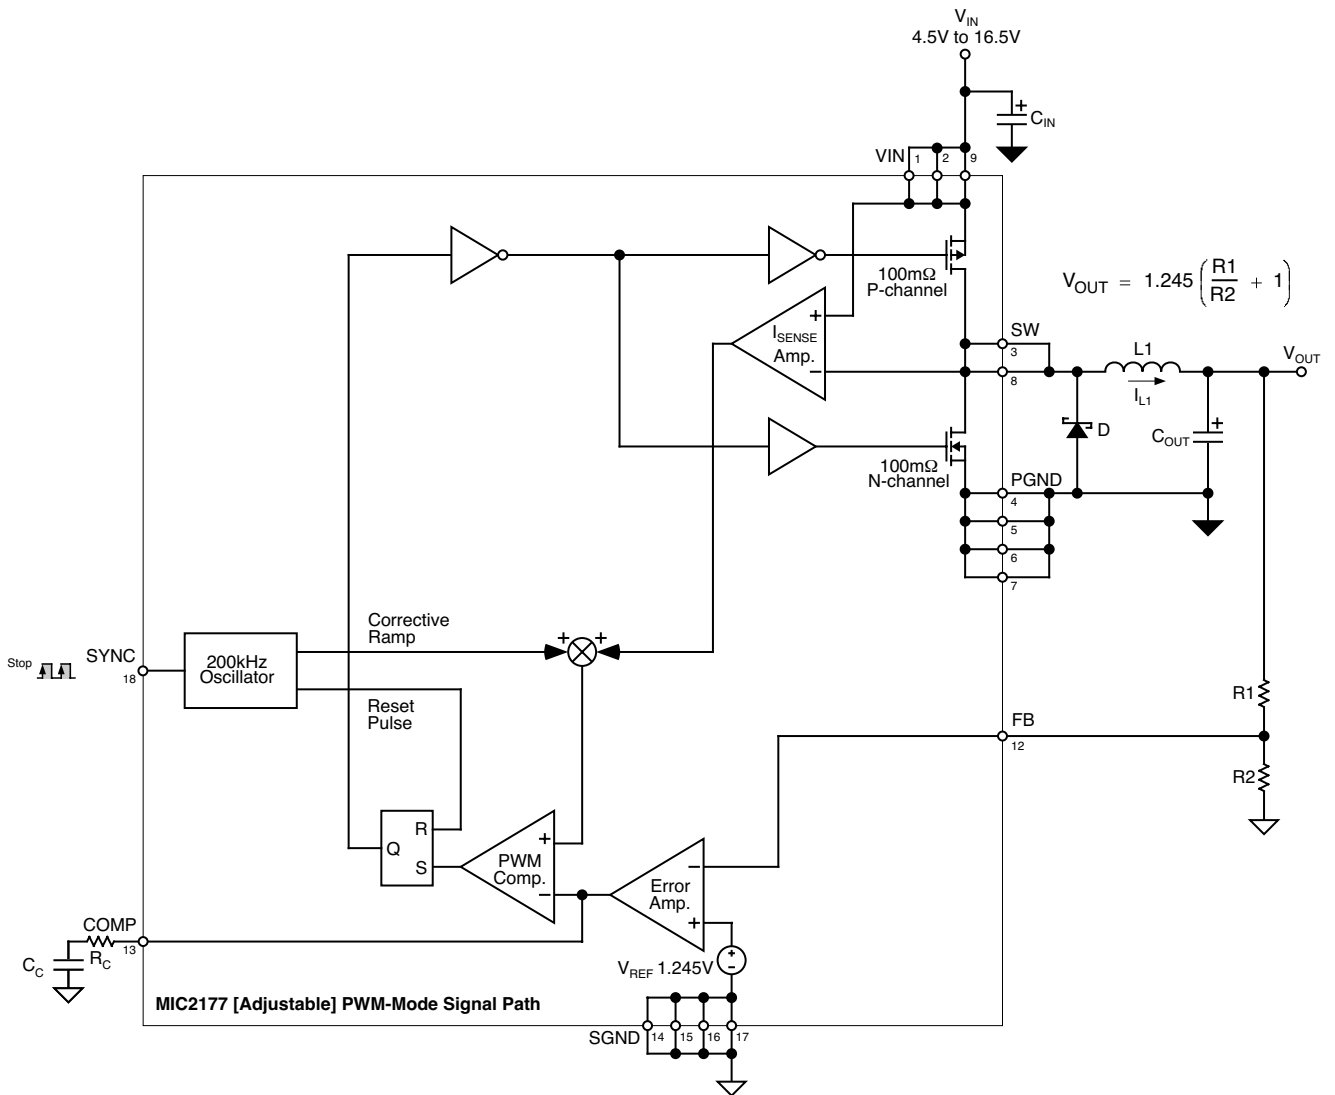 VIN
4.5V to 16.5V
+
CIN
VIN
1
2
9
100mΩ
P-channel
VOUT = 1.245 (R1/R2 + 1)
+
ISENSE
Amp.
−
SW
3
8
L1
IL1
VOUT
D
+
COUT
100mΩ
N-channel
PGND
4
5
6
7
Corrective
Ramp
+
+
Stop
SYNC
18
200kHz
Oscillator
Reset
Pulse
R1
FB
12
R2
R
Q
S
+
PWM
Comp.
−
−
Error
Amp.
+
COMP
13
RC
CC
VREF 1.245V
+
−
MIC2177 [Adjustable] PWM-Mode Signal Path
SGND
14
15
16
17